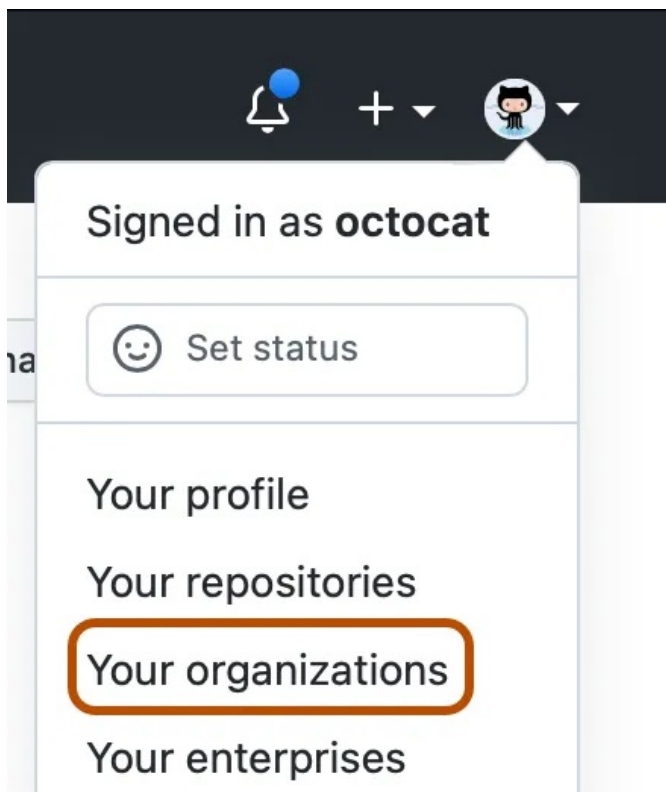 Signed in as octocat
Set status
Your profile
Your repositories
Your organizations
Your enterprises